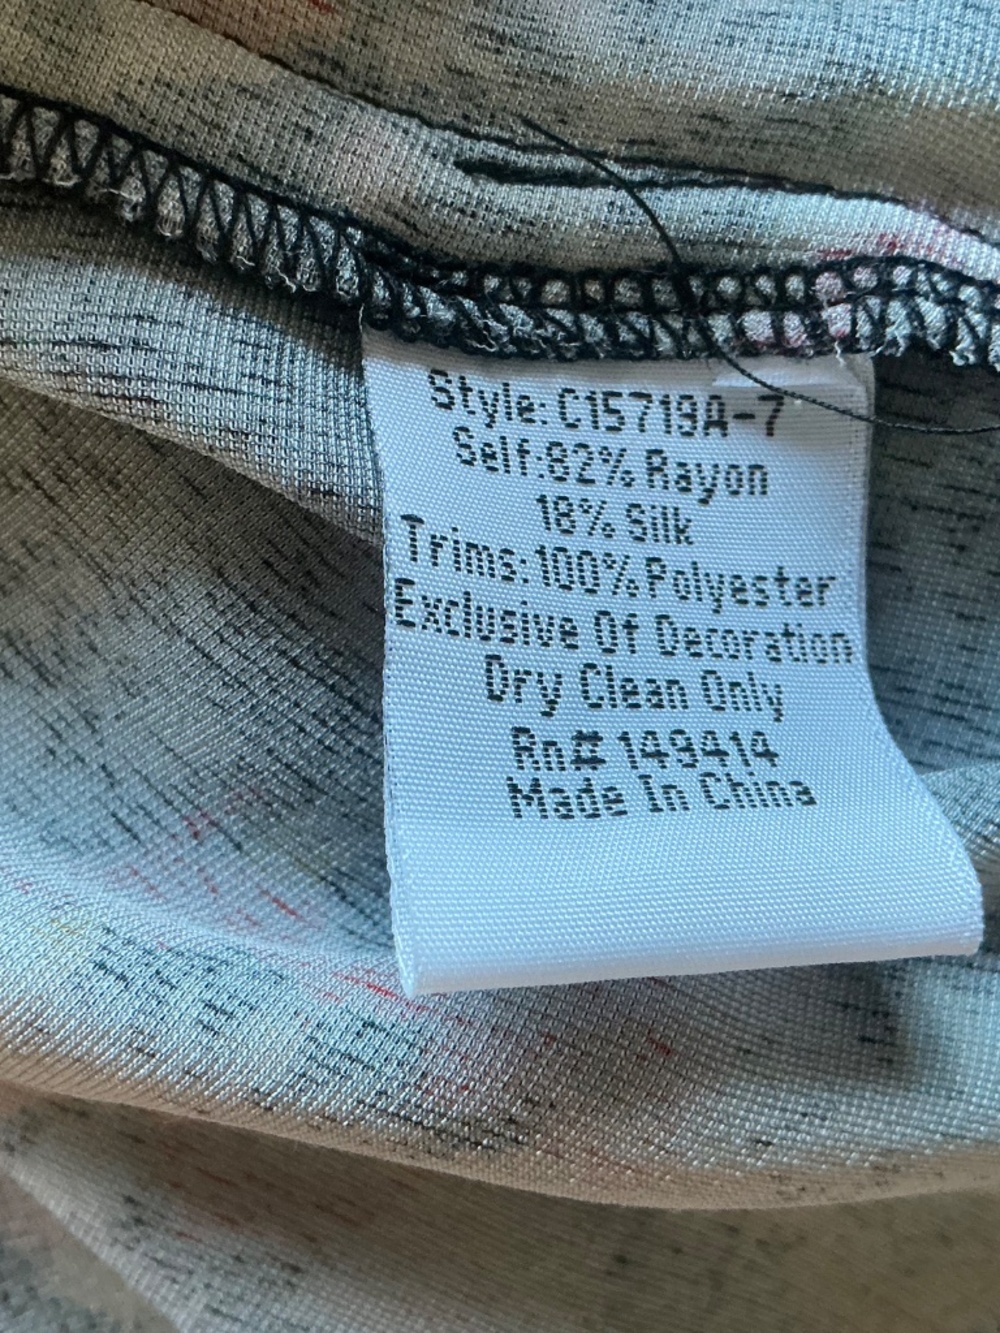 Style:C15719A-7
Self:82% Rayon
18% Silk
Trims:100%Polyester
Exclusive Of Decoration
Dry Clean Only
Rn# 149414
Made In China